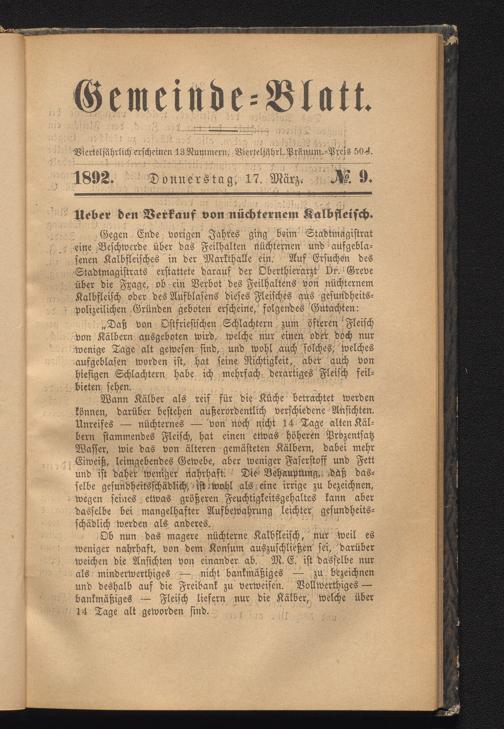 Gemeinde-Blatt.
Vierteljährlich erscheinen 13 Nummern. Vierteljährl. Pränum.-Preis 50 ₰.
1892. Donnerstag, 17. März. № 9.
Ueber den Verkauf von nüchternem Kalbfleisch.
Gegen Ende vorigen Jahres ging beim Stadtmagistrat
eine Beschwerde über das Feilhalten nüchternen und aufgebla-
senen Kalbfleisches in der Markthalle ein. Auf Ersuchen des
Stadtmagistrats erstattete darauf der Oberthierarzt Dr. Greve
über die Frage, ob ein Verbot des Feilhaltens von nüchternem
Kalbfleisch oder des Aufblasens dieses Fleisches aus gesundheits-
polizeilichen Gründen geboten erscheine, folgendes Gutachten:
„Daß von Ostfriesischen Schlachtern zum öfteren Fleisch
von Kälbern ausgeboten wird, welche nur einen oder doch nur
wenige Tage alt gewesen sind, und wohl auch solches, welches
aufgeblasen worden ist, hat seine Richtigkeit, aber auch von
hiesigen Schlachtern habe ich mehrfach derartiges Fleisch feil-
bieten sehen.
Wann Kälber als reif für die Küche betrachtet werden
können, darüber bestehen außerordentlich verschiedene Ansichten.
Unreifes — nüchternes — von noch nicht 14 Tage alten Käl-
bern stammendes Fleisch, hat einen etwas höheren Prozentsatz
Wasser, wie das von älteren gemästeten Kälbern, dabei mehr
Eiweiß, leimgebendes Gewebe, aber weniger Faserstoff und Fett
und ist daher weniger nahrhaft. Die Behauptung, daß das-
selbe gesundheitsschädlich, ist wohl als eine irrige zu bezeichnen,
wegen seines etwas größeren Feuchtigkeitsgehaltes kann aber
dasselbe bei mangelhafter Aufbewahrung leichter gesundheits-
schädlich werden als anderes.
Ob nun das magere nüchterne Kalbfleisch, nur weil es
weniger nahrhaft, von dem Konsum auszuschließen sei, darüber
weichen die Ansichten von einander ab. M. E. ist dasselbe nur
als minderwerthiges — nicht bankmäßiges — zu bezeichnen
und deshalb auf die Freibank zu verweisen. Vollwerthiges —
bankmäßiges — Fleisch liefern nur die Kälber, welche über
14 Tage alt geworden sind.